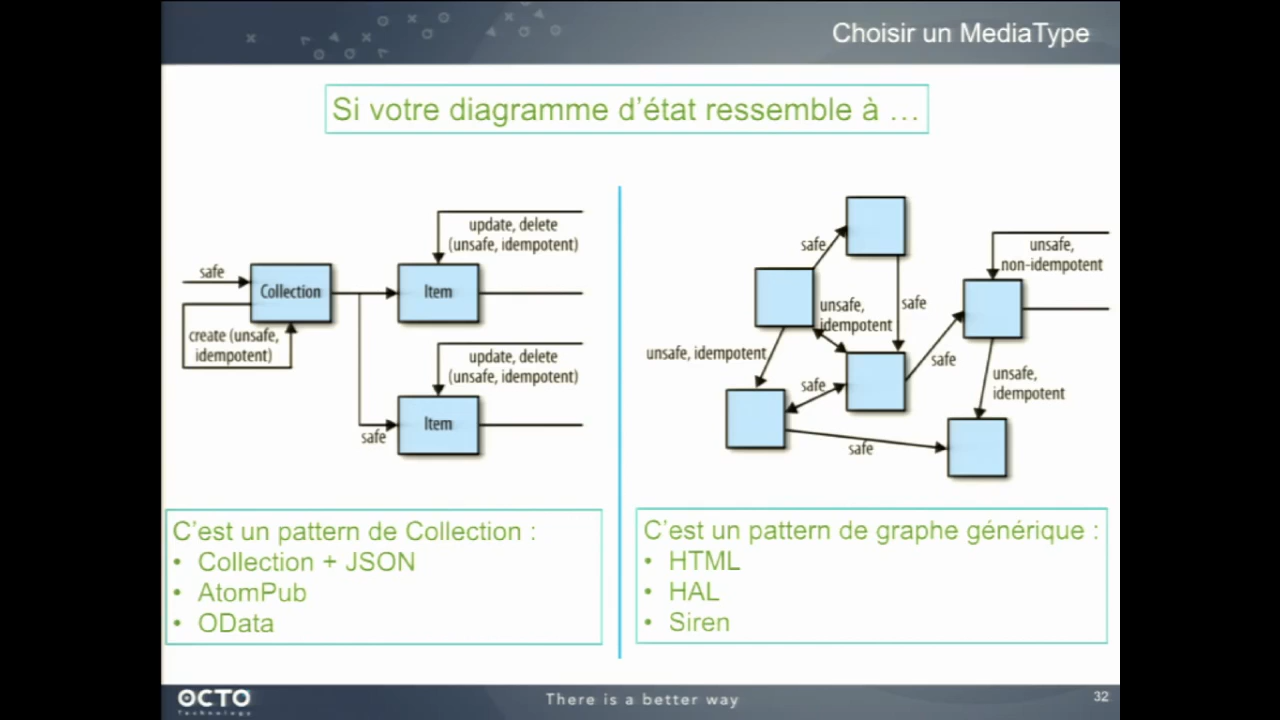 Choisir un MediaType
Si votre diagramme d'état ressemble à ...
update, delete
(unsafe, idempotent)
safe
Collection
Item
create (unsafe,
idempotent)
update, delete
(unsafe, idempotent)
Item
safe
safe
unsafe,
non-idempotent
unsafe,
idempotent
safe
unsafe, idempotent
safe
safe
unsafe,
idempotent
safe
C'est un pattern de Collection :
• Collection + JSON
• AtomPub
• OData
C'est un pattern de graphe générique :
• HTML
• HAL
• Siren
OCTO
Technology
There is a better way
32